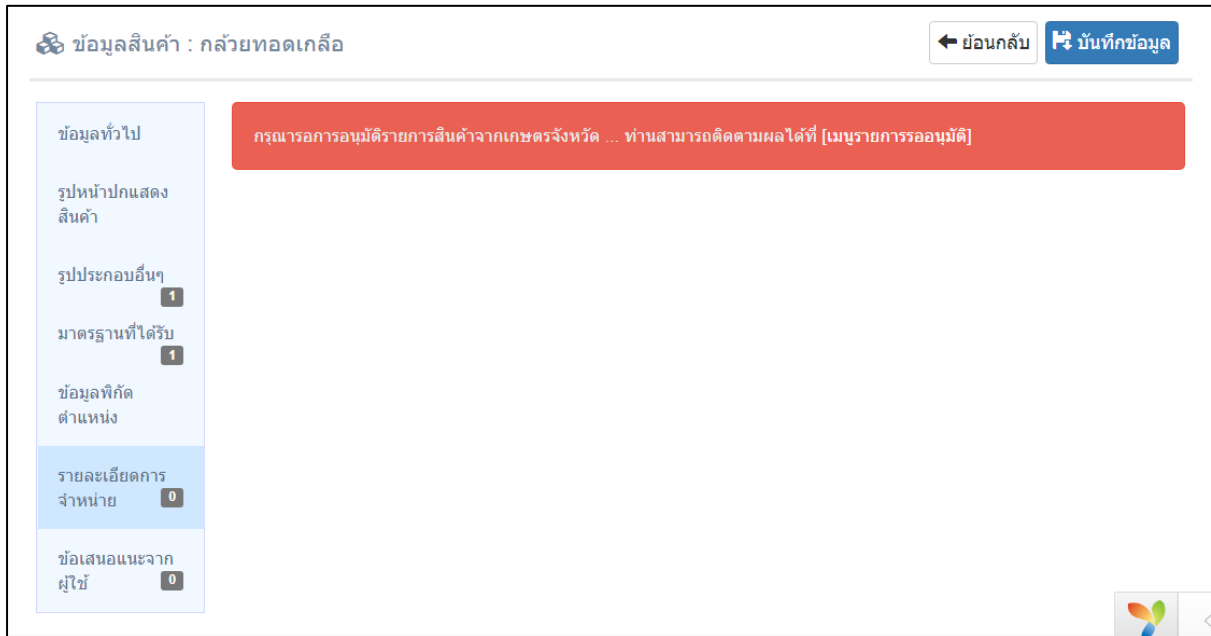 ข้อมูลสินค้า : กล้วยทอดเกลือ
ย้อนกลับ
บันทึกข้อมูล
ข้อมูลทั่วไป
กรุณารอการอนุมัติรายการสินค้าจากเกษตรจังหวัด ... ท่านสามารถติดตามผลได้ที่ [เมนูรายการรออนุมัติ]
รูปหน้าปกแสดง
สินค้า
รูปประกอบอื่นๆ
1
มาตรฐานที่ได้รับ
1
ข้อมูลพิกัด
ตำแหน่ง
รายละเอียดการ
จำหน่าย 0
ข้อเสนอแนะจาก
ผู้ใช้ 0